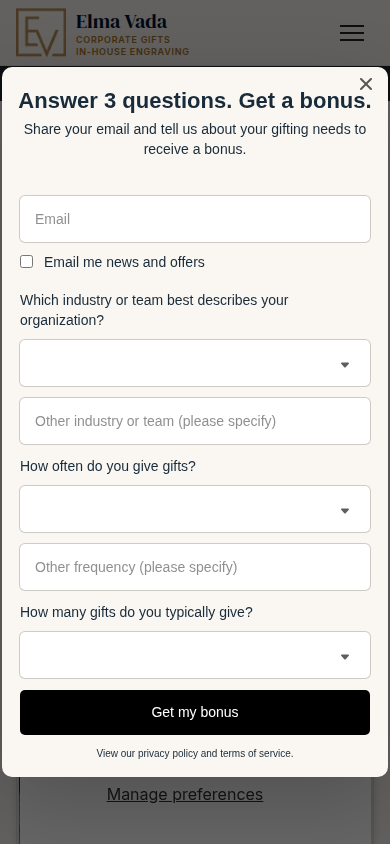 EV
Elma Vada
CORPORATE GIFTS
IN-HOUSE ENGRAVING
Answer 3 questions. Get a bonus.
Share your email and tell us about your gifting needs to
receive a bonus.
Email
Email me news and offers
Which industry or team best describes your
organization?
Other industry or team (please specify)
How often do you give gifts?
Other frequency (please specify)
How many gifts do you typically give?
Get my bonus
View our privacy policy and terms of service.
Manage preferences